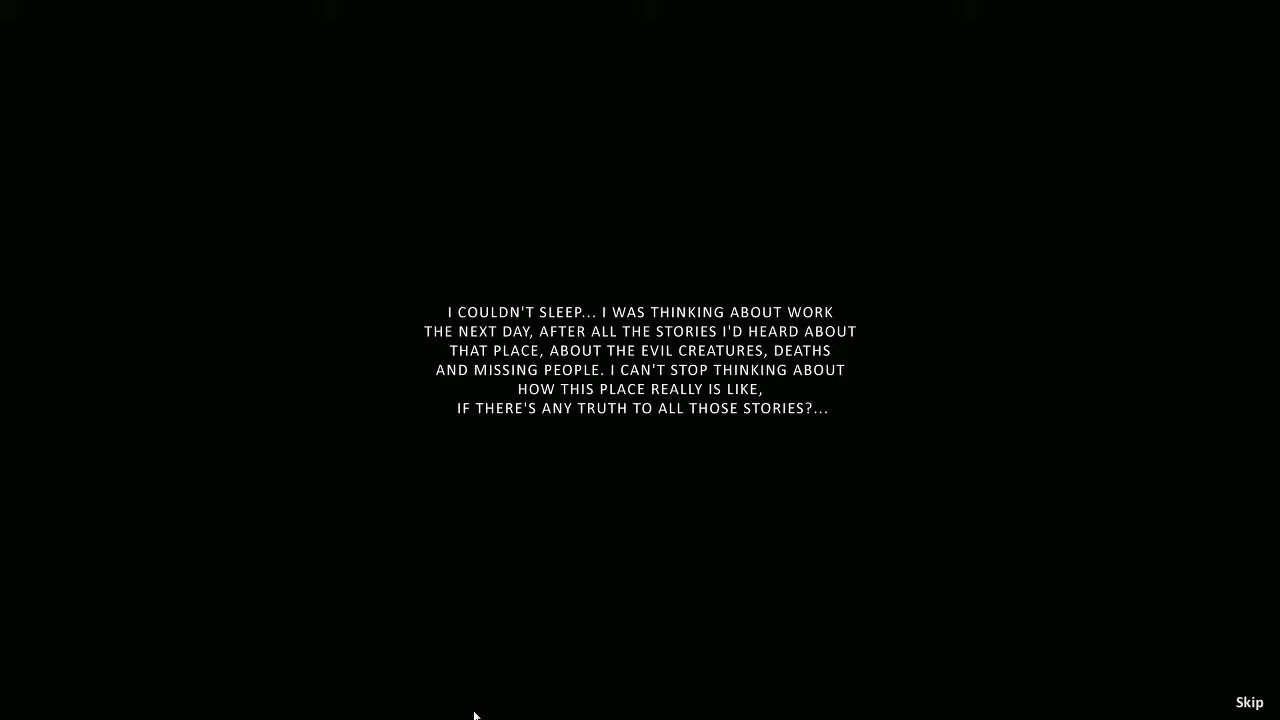 I COULDN'T SLEEP... I WAS THINKING ABOUT WORK
THE NEXT DAY, AFTER ALL THE STORIES I'D HEARD ABOUT
THAT PLACE, ABOUT THE EVIL CREATURES, DEATHS
AND MISSING PEOPLE. I CAN'T STOP THINKING ABOUT
HOW THIS PLACE REALLY IS LIKE,
IF THERE'S ANY TRUTH TO ALL THOSE STORIES?...
Skip